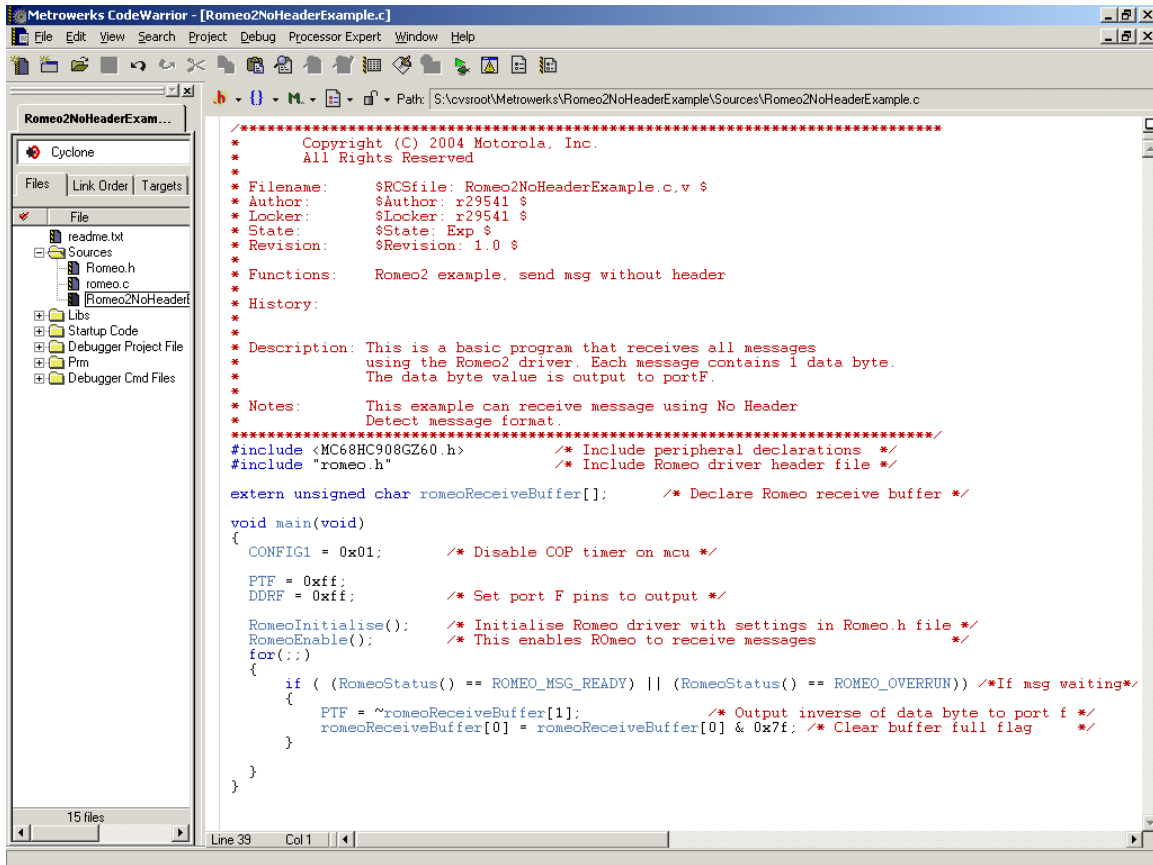 Metrowerks CodeWarrior - [Romeo2NoHeaderExample.c]
File Edit View Search Project Debug Processor Expert Window Help
.h {} M. Path: S:\cvsroot\Metrowerks\Romeo2NoHeaderExample\Sources\Romeo2NoHeaderExample.c
Romeo2NoHeaderExam...
Cyclone
Files Link Order Targets
File
readme.txt
Sources
Romeo.h
romeo.c
Romeo2NoHeaderE
Libs
Startup Code
Debugger Project File
Prm
Debugger Cmd Files
15 files
/******************************************************************************
*       Copyright (C) 2004 Motorola, Inc.
*       All Rights Reserved
*
* Filename:     $RCSfile: Romeo2NoHeaderExample.c,v $
* Author:       $Author: r29541 $
* Locker:       $Locker: r29541 $
* State:        $State: Exp $
* Revision:     $Revision: 1.0 $
*
* Functions:    Romeo2 example, send msg without header
*
* History:
*
*
* Description: This is a basic program that receives all messages
*              using the Romeo2 driver. Each message contains 1 data byte.
*              The data byte value is output to portF.
*
* Notes:       This example can receive message using No Header
*              Detect message format.
******************************************************************************/
#include <MC68HC908GZ60.h>          /* Include peripheral declarations  */
#include "romeo.h"                  /* Include Romeo driver header file */
extern unsigned char romeoReceiveBuffer[];      /* Declare Romeo receive buffer */
void main(void)
{
  CONFIG1 = 0x01;       /* Disable COP timer on mcu */
  PTF = 0xff;
  DDRF = 0xff;          /* Set port F pins to output */
  RomeoInitialise();    /* Initialise Romeo driver with settings in Romeo.h file */
  RomeoEnable();        /* This enables ROmeo to receive messages               */
  for(;;)
  {
      if ( (RomeoStatus() == ROMEO_MSG_READY) || (RomeoStatus() == ROMEO_OVERRUN)) /*If msg waiting*/
      {
          PTF = ~romeoReceiveBuffer[1];              /* Output inverse of data byte to port f */
          romeoReceiveBuffer[0] = romeoReceiveBuffer[0] & 0x7f; /* Clear buffer full flag     */
      }
  }
}
Line 39 Col 1